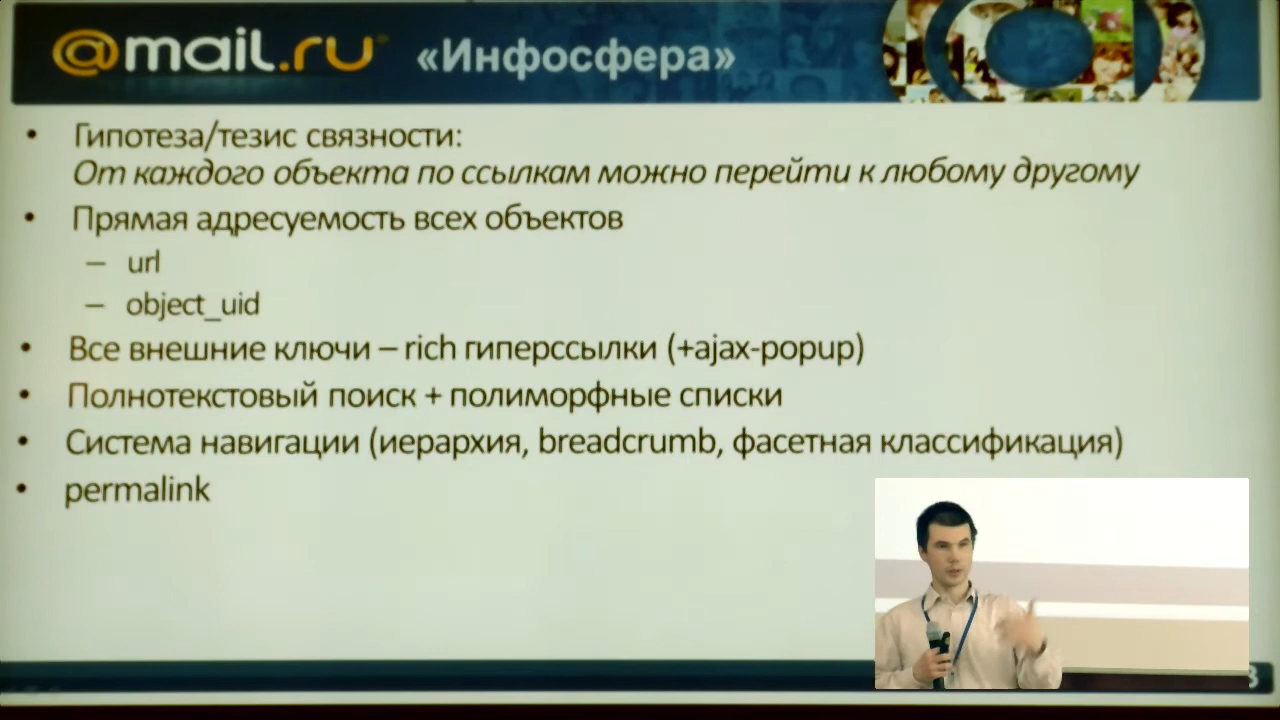 @mail.ru «Инфосфера»
• Гипотеза/тезис связности:
От каждого объекта по ссылкам можно перейти к любому другому
• Прямая адресуемость всех объектов
– url
– object_uid
• Все внешние ключи – rich гиперссылки (+ajax-popup)
• Полнотекстовый поиск + полиморфные списки
• Система навигации (иерархия, breadcrumb, фасетная классификация)
• permalink